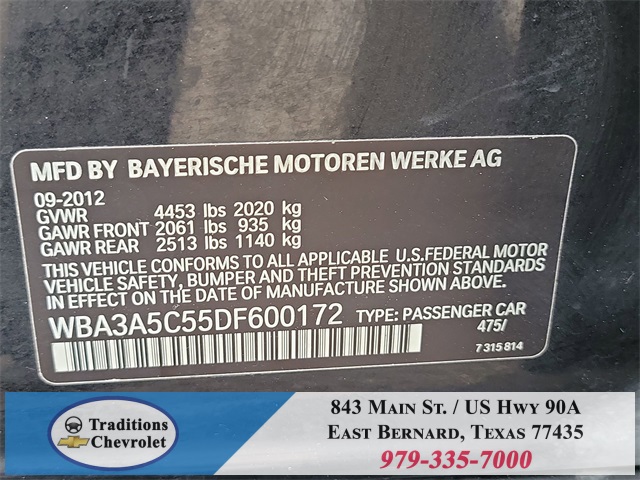 MFD BY BAYERISCHE MOTOREN WERKE AG
09-2012
GVWR 4453 lbs 2020 kg
GAWR FRONT 2061 lbs 935 kg
GAWR REAR 2513 lbs 1140 kg
THIS VEHICLE CONFORMS TO ALL APPLICABLE U.S.FEDERAL MOTOR
VEHICLE SAFETY, BUMPER AND THEFT PREVENTION STANDARDS
IN EFFECT ON THE DATE OF MANUFACTURE SHOWN ABOVE.
WBA3A5C55DF600172 TYPE: PASSENGER CAR
475/
7 315 814
Traditions
Chevrolet
843 Main St. / US Hwy 90A
East Bernard, Texas 77435
979-335-7000